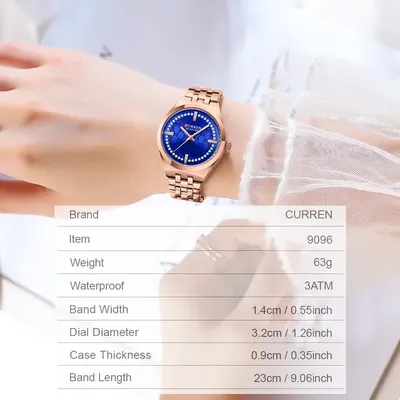 CURREN
Brand CURREN
Item 9096
Weight 63g
Waterproof 3ATM
Band Width 1.4cm / 0.55inch
Dial Diameter 3.2cm / 1.26inch
Case Thickness 0.9cm / 0.35inch
Band Length 23cm / 9.06inch